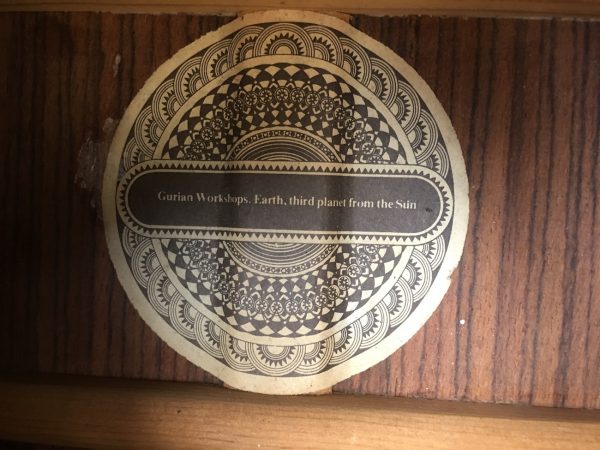 Gurian Workshops. Earth, third planet from the Sun